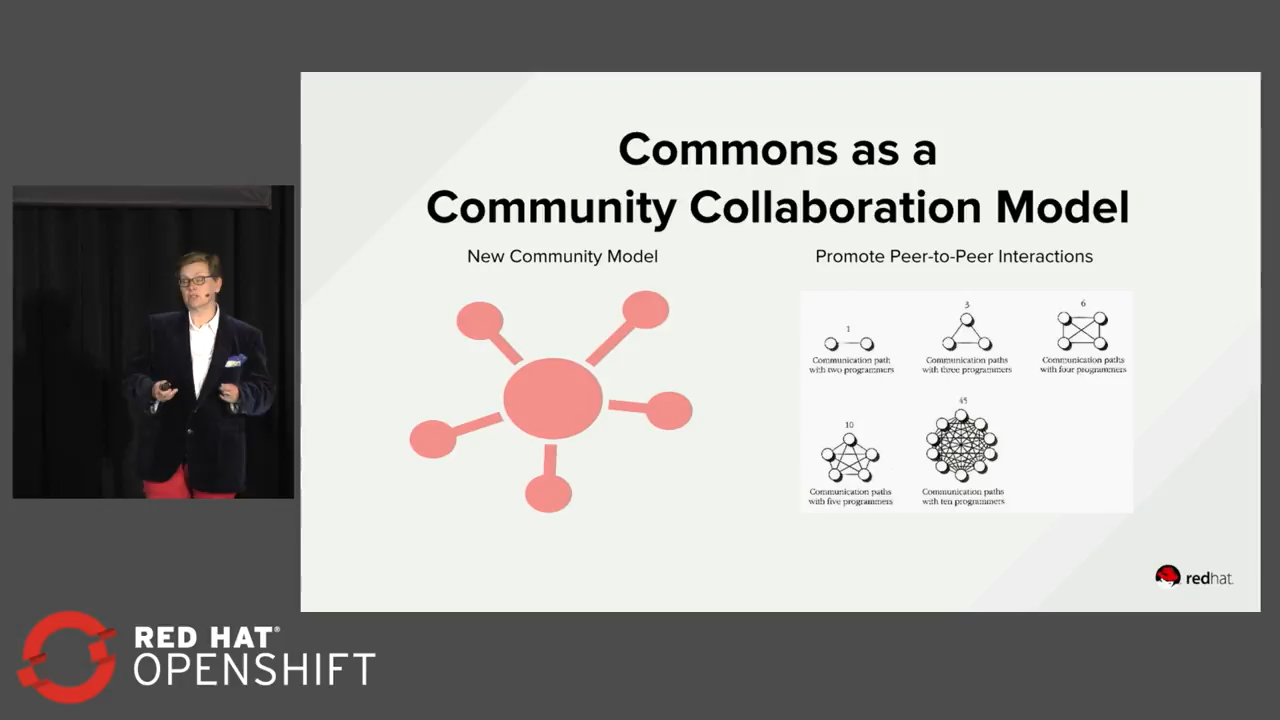 Commons as a
Community Collaboration Model
New Community Model
Promote Peer-to-Peer Interactions
1
Communication path
with two programmers
3
Communication paths
with three programmers
6
Communication paths
with four programmers
10
Communication paths
with five programmers
45
Communication paths
with ten programmers
redhat.
RED HAT®
OPENSHIFT